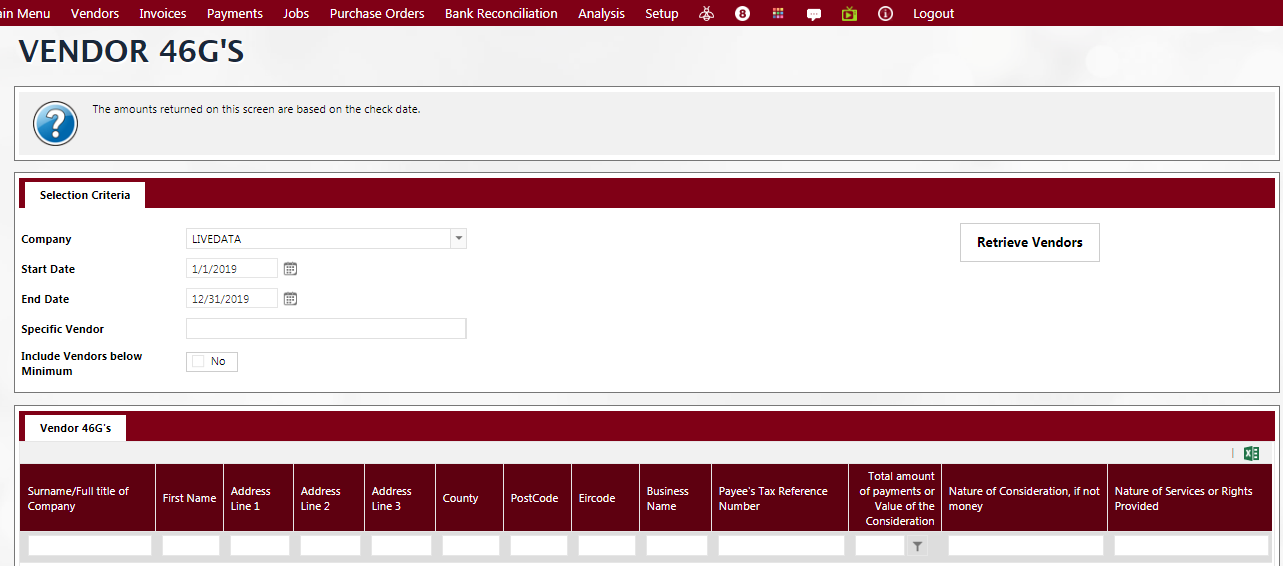 ain Menu Vendors Invoices Payments Jobs Purchase Orders Bank Reconciliation Analysis Setup 8 Logout
VENDOR 46G'S
? The amounts returned on this screen are based on the check date.
Selection Criteria
Company LIVEDATA
Retrieve Vendors
Start Date 1/1/2019
End Date 12/31/2019
Specific Vendor
Include Vendors below
Minimum
No
Vendor 46G's
Surname/Full title of
Company
First Name
Address
Line 1
Address
Line 2
Address
Line 3
County
PostCode
Eircode
Business
Name
Payee's Tax Reference
Number
Total amount
of payments or
Value of the
Consideration
Nature of Consideration, if not
money
Nature of Services or Rights
Provided